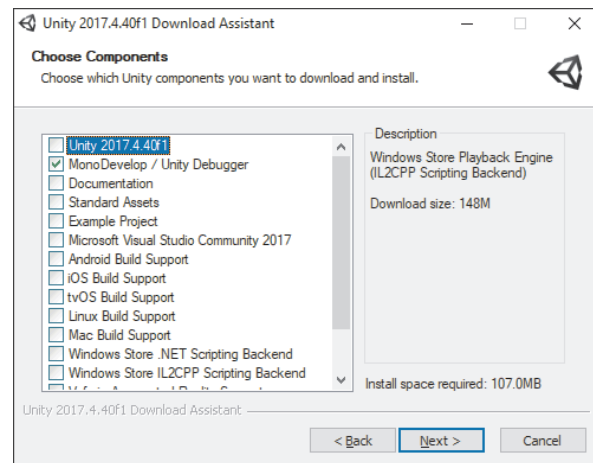 Unity 2017.4.40f1 Download Assistant
Choose Components
Choose which Unity components you want to download and install.
Unity 2017.4.40f1
MonoDevelop / Unity Debugger
Documentation
Standard Assets
Example Project
Microsoft Visual Studio Community 2017
Android Build Support
iOS Build Support
tvOS Build Support
Linux Build Support
Mac Build Support
Windows Store .NET Scripting Backend
Windows Store IL2CPP Scripting Backend
Description
Windows Store Playback Engine
(IL2CPP Scripting Backend)
Download size: 148M
Install space required: 107.0MB
Unity 2017.4.40f1 Download Assistant
< Back
Next >
Cancel